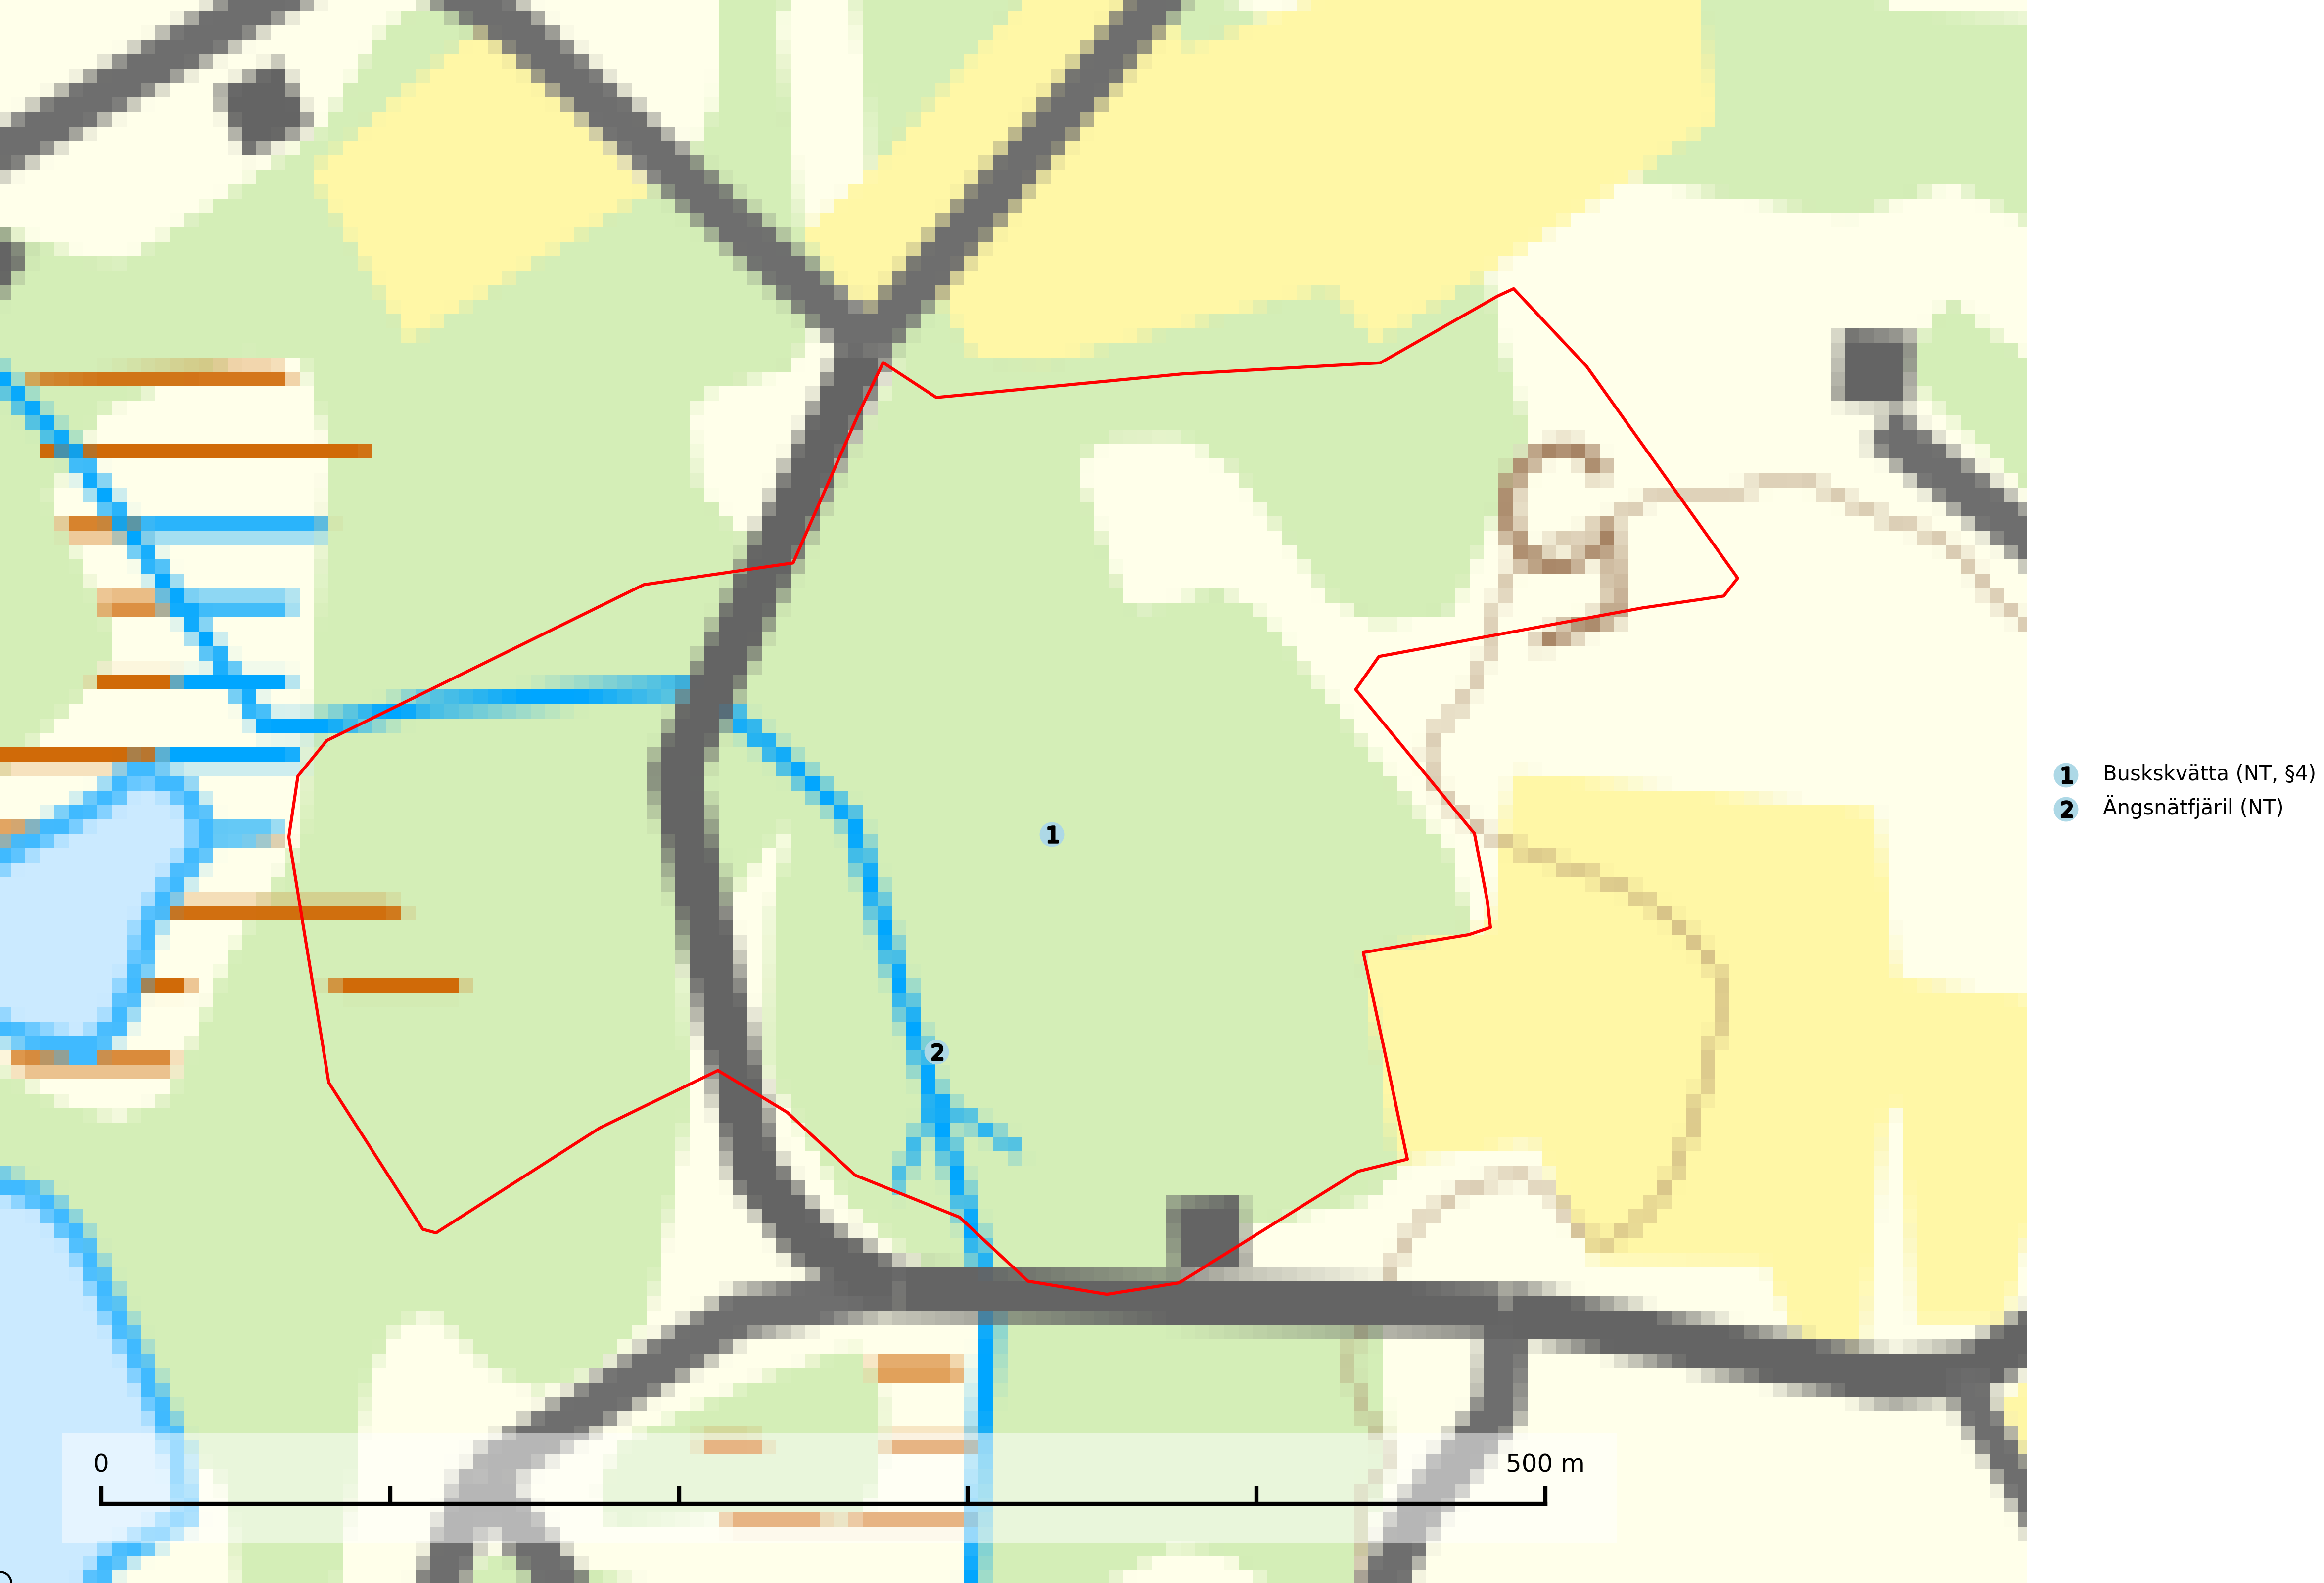 1
2
1 Buskskvätta (NT, §4)
2 Ängsnätfjäril (NT)
0 500 m